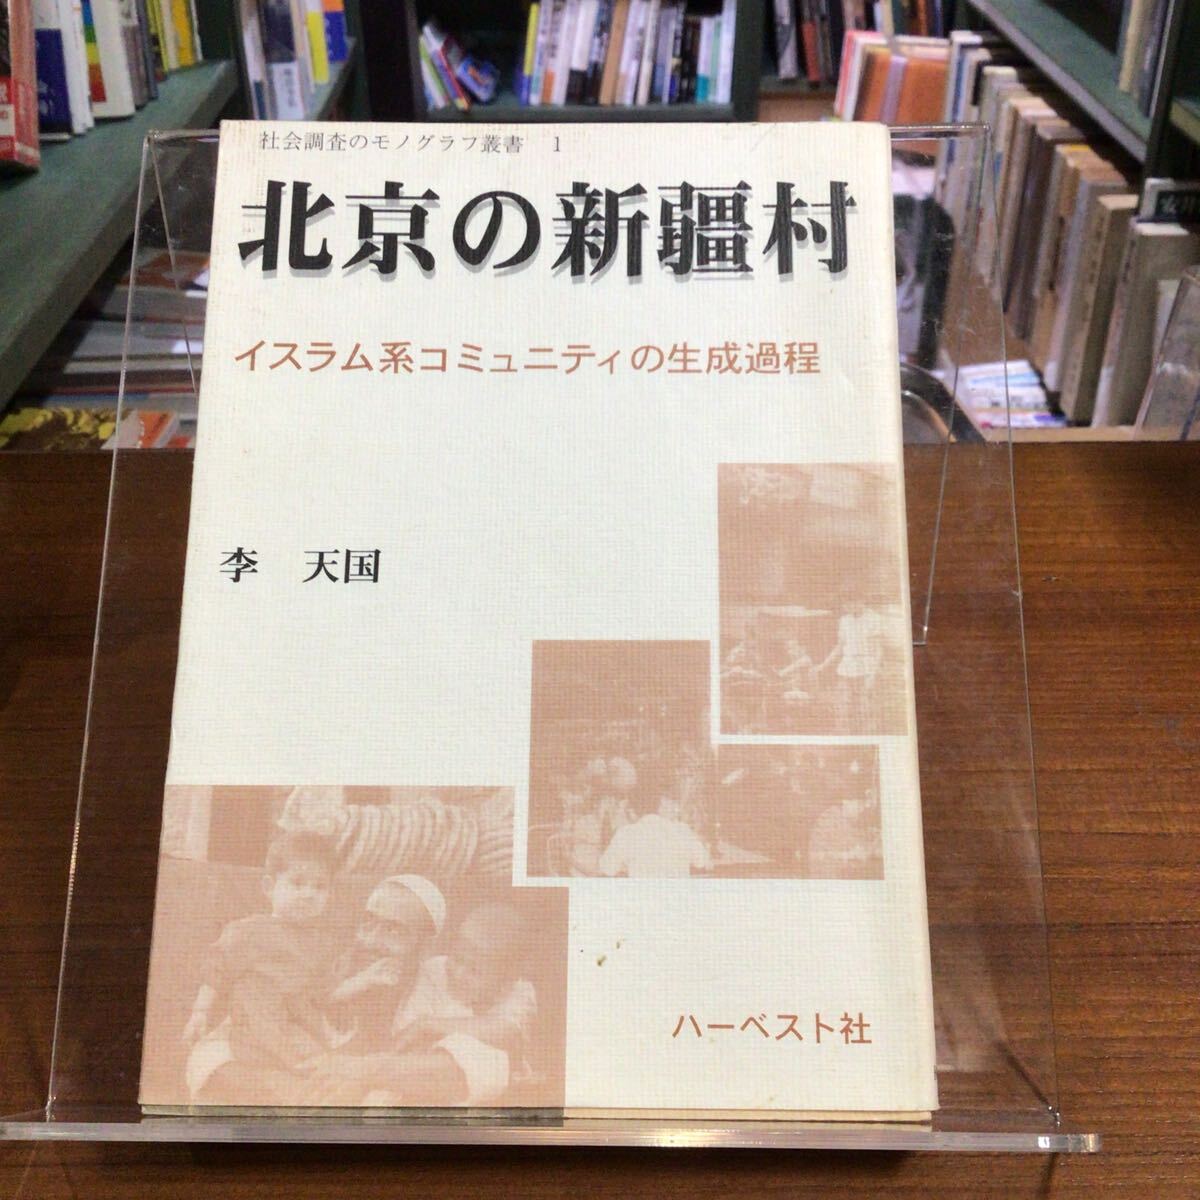 社会調査のモノグラフ叢書 1
北京の新疆村
イスラム系コミュニティの生成過程
李 天国
ハーベスト社